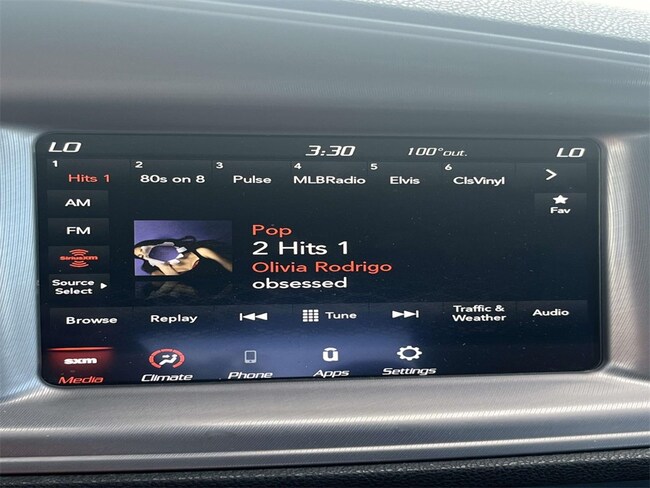 LO 3:30 100°out. LO
1 2 3 4 5 6
Hits 1 80s on 8 Pulse MLBRadio Elvis ClsVinyl
AM
Fav
FM
Pop
2 Hits 1
SiriusXM
Olivia Rodrigo
obsessed
Source
Select
Browse Replay Tune Traffic &
Weather Audio
sxm
Media Climate Phone Apps Settings